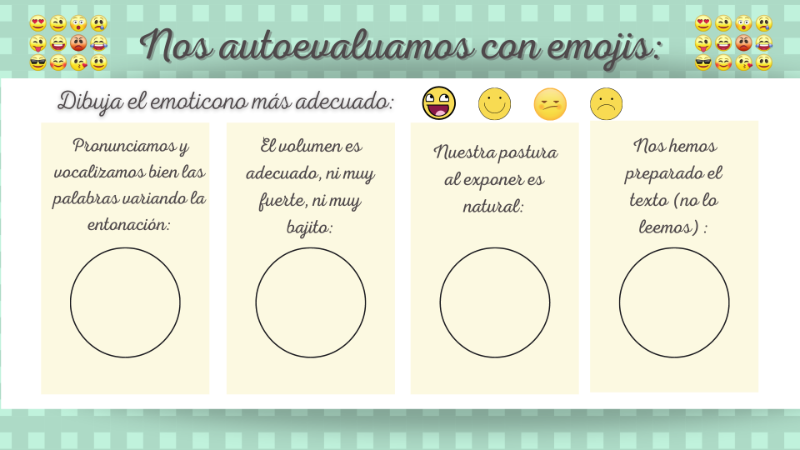 Nos autoevaluamos con emojis:
Dibuja el emoticono más adecuado:
Pronunciamos y
vocalizamos bien las
palabras variando la
entonación:
El volumen es
adecuado, ni muy
fuerte, ni muy
bajito:
Nuestra postura
al exponer es
natural:
Nos hemos
preparado el
texto (no lo
leemos) :